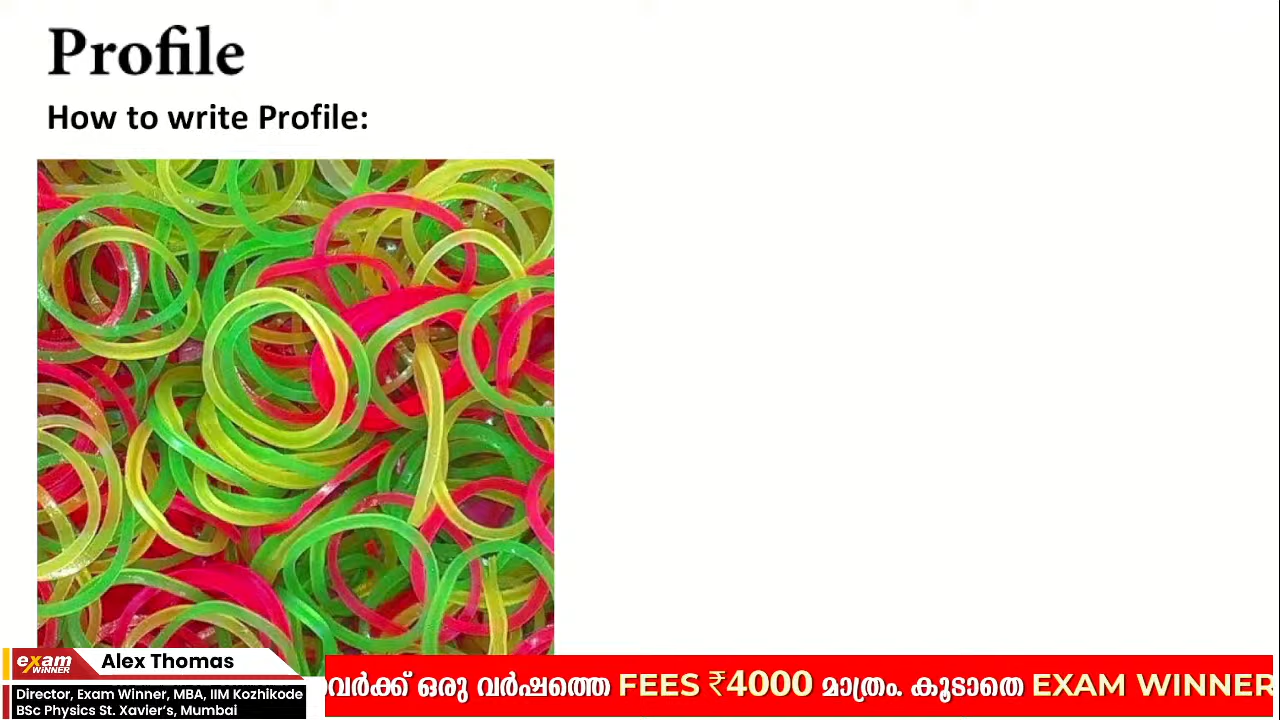 Profile
How to write Profile:
exam
WINNER
Alex Thomas
Director, Exam Winner, MBA, IIM Kozhikode
BSc Physics St. Xavier's, Mumbai
ഒരു വർഷത്തെ FEES ₹4000 മാത്രം. കൂടാതെ EXAM WINNER